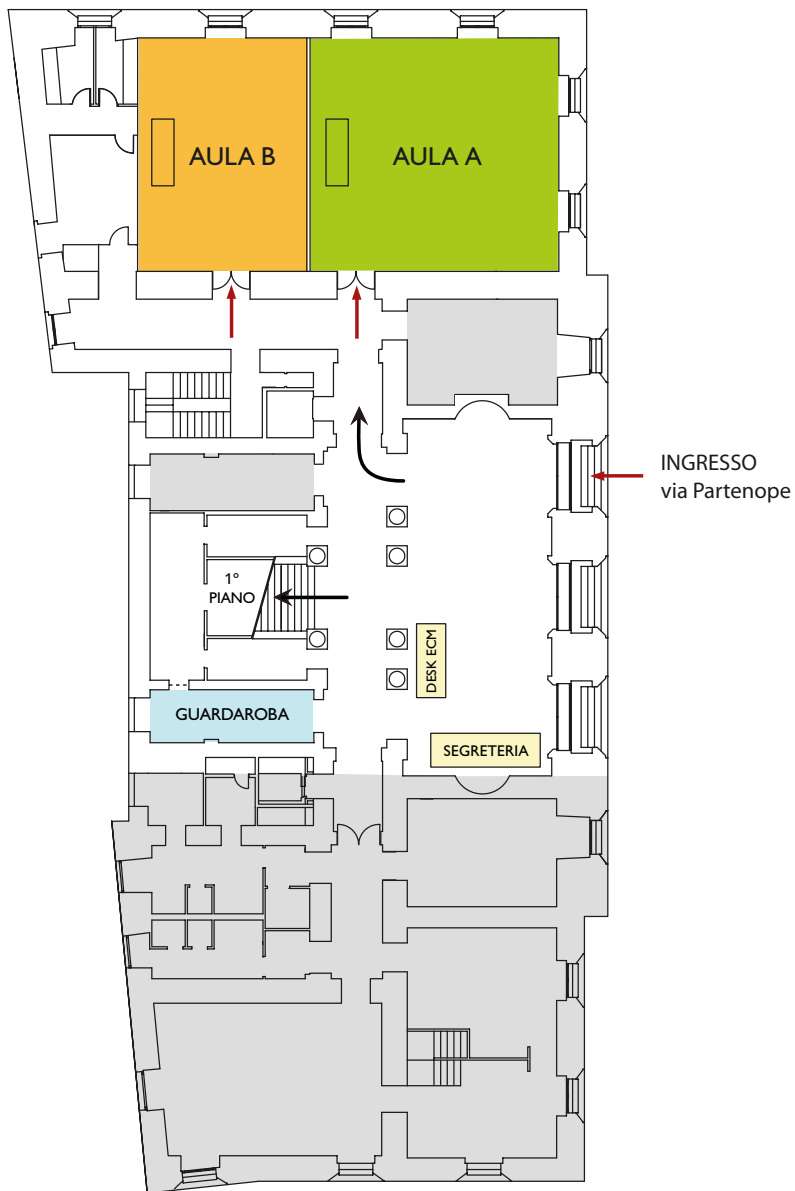 AULA B
AULA A
INGRESSO
via Partenope
1°
PIANO
DESK ECM
GUARDAROBA
SEGRETERIA